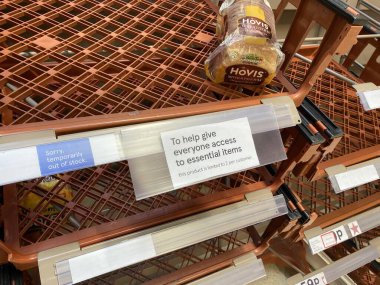 HOVIS
Sorry,
temporarily
out of stock.
To help give
everyone access
to essential items
this product is limited to 2 per customer
59p